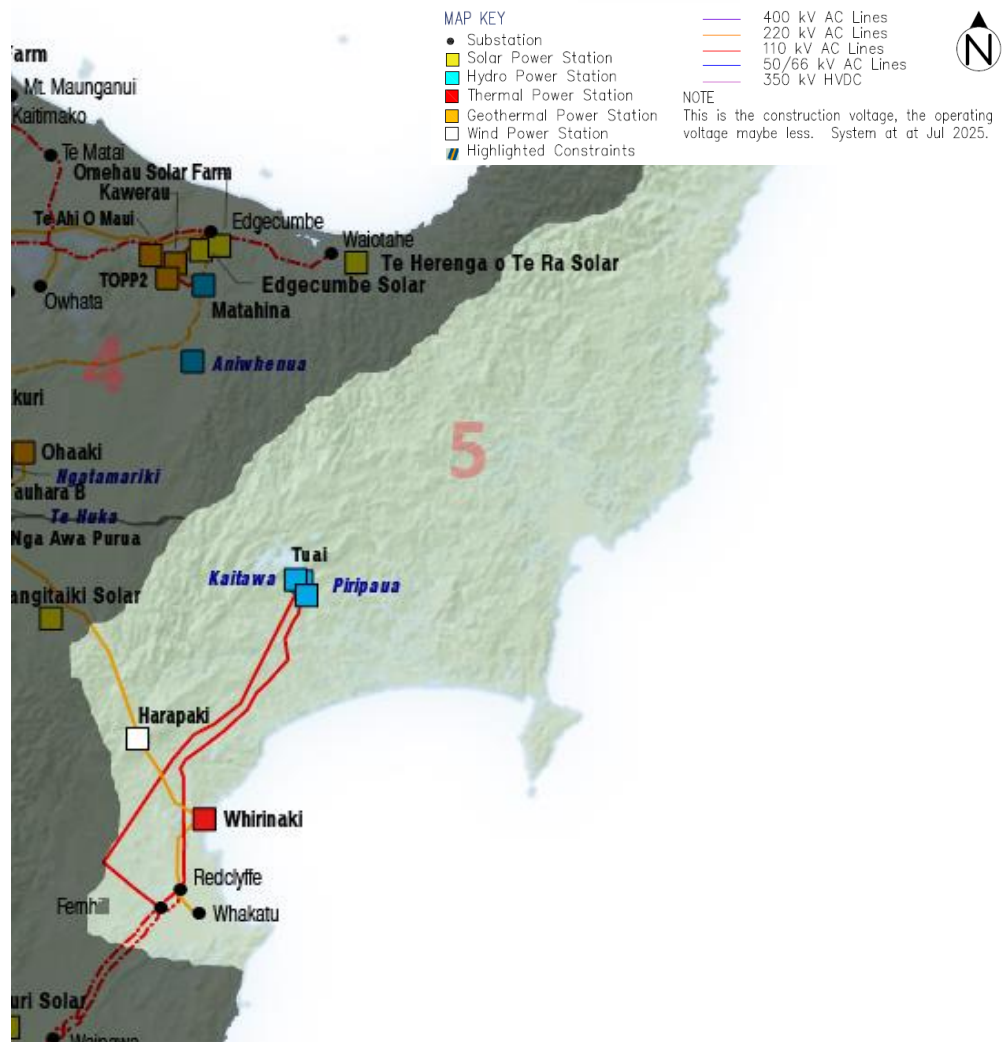 MAP KEY
Substation
Solar Power Station
Hydro Power Station
Thermal Power Station
Geothermal Power Station
Wind Power Station
Highlighted Constraints
400 kV AC Lines
220 kV AC Lines
110 kV AC Lines
50/66 kV AC Lines
350 kV HVDC
NOTE
This is the construction voltage, the operating
voltage maybe less. System at at Jul 2025.
N
arm
Mt. Maunganui
Kaitimako
Te Matai
Omehau Solar Farm
Kawerau
Te Ahi O Maui
Edgecumbe
Waiotahe
Te Herenga o Te Ra Solar
TOPP2
Edgecumbe Solar
Owhata
Matahina
4
Aniwhenua
kuri
5
Ohaaki
Ngatamariki
auhara B
Te Huka
Nga Awa Purua
Tuai
Kaitawa
Piripaua
angitaiki Solar
Harapaki
Whirinaki
Redclyffe
Fernhill
Whakatu
uri Solar